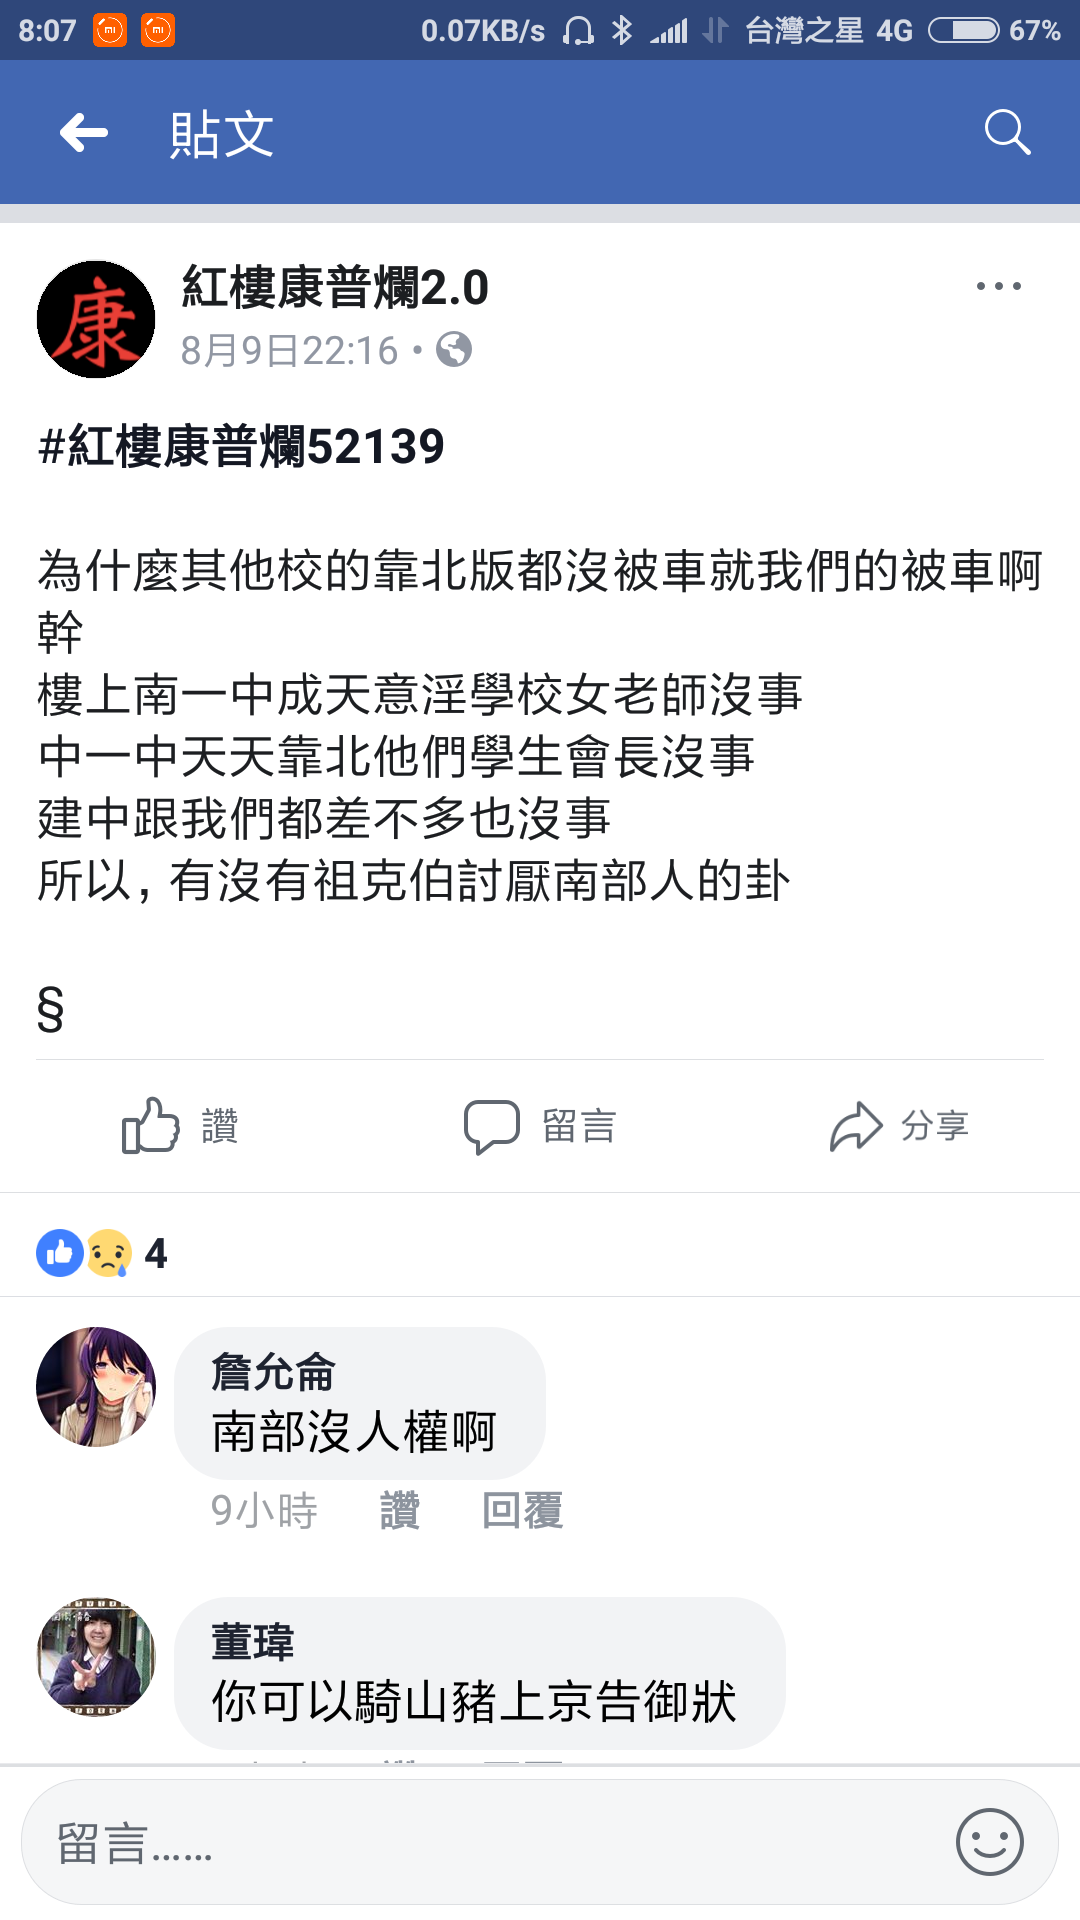 8:07
0.07KB/s 台灣之星 4G 67%
貼文
康
紅樓康普爛2.0
8月9日22:16
#紅樓康普爛52139
為什麼其他校的靠北版都沒被車就我們的被車啊
幹
樓上南一中成天意淫學校女老師沒事
中一中天天靠北他們學生會長沒事
建中跟我們都差不多也沒事
所以, 有沒有祖克伯討厭南部人的卦
§
讚 留言 分享
4
詹允侖
南部沒人權啊
9小時 讚 回覆
董瑋
你可以騎山豬上京告御狀
留言......